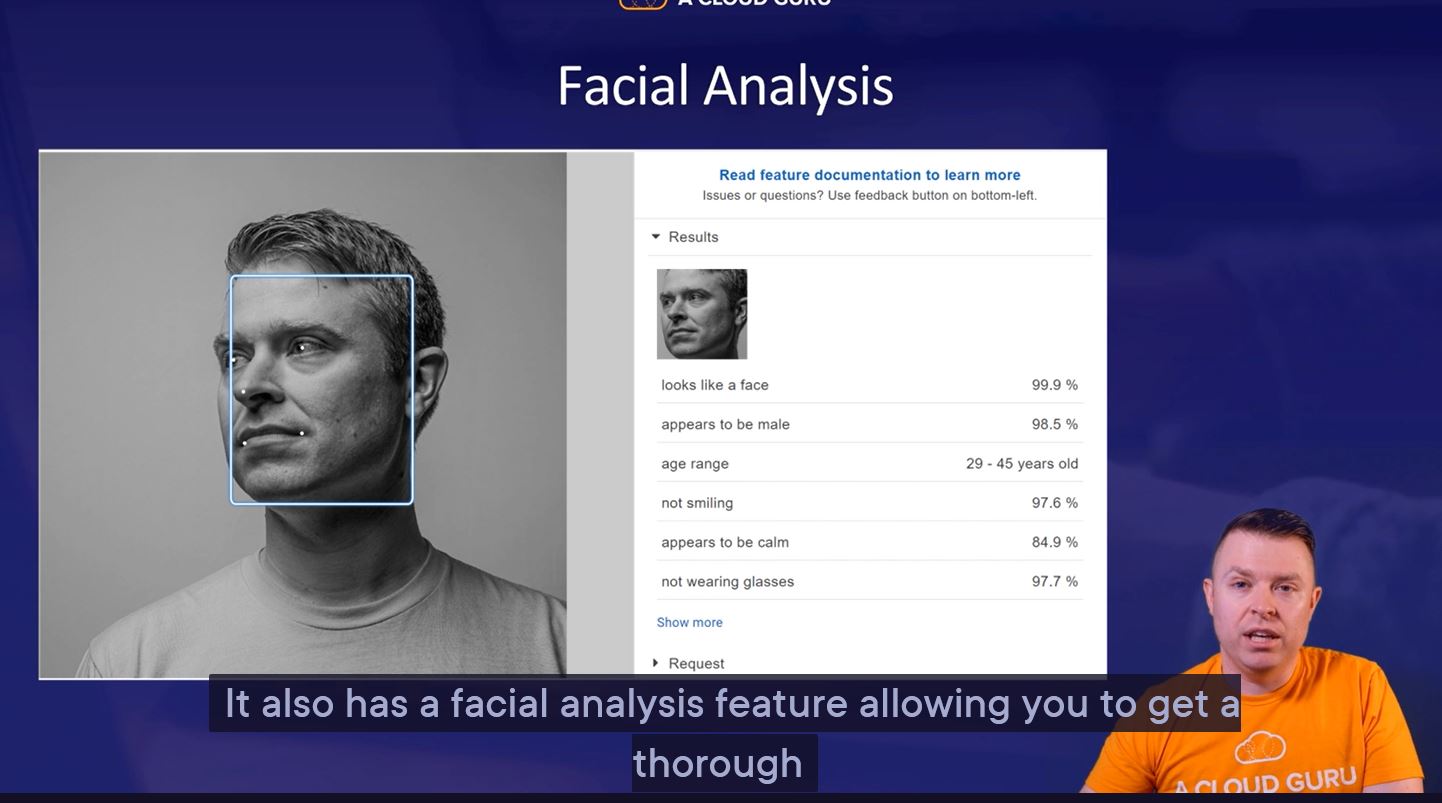 A CLOUD GURU
Facial Analysis
Read feature documentation to learn more
Issues or questions? Use feedback button on bottom-left.
Results
looks like a face 99.9 %
appears to be male 98.5 %
age range 29 - 45 years old
not smiling 97.6 %
appears to be calm 84.9 %
not wearing glasses 97.7 %
Show more
Request
It also has a facial analysis feature allowing you to get a
thorough
A CLOUD GURU